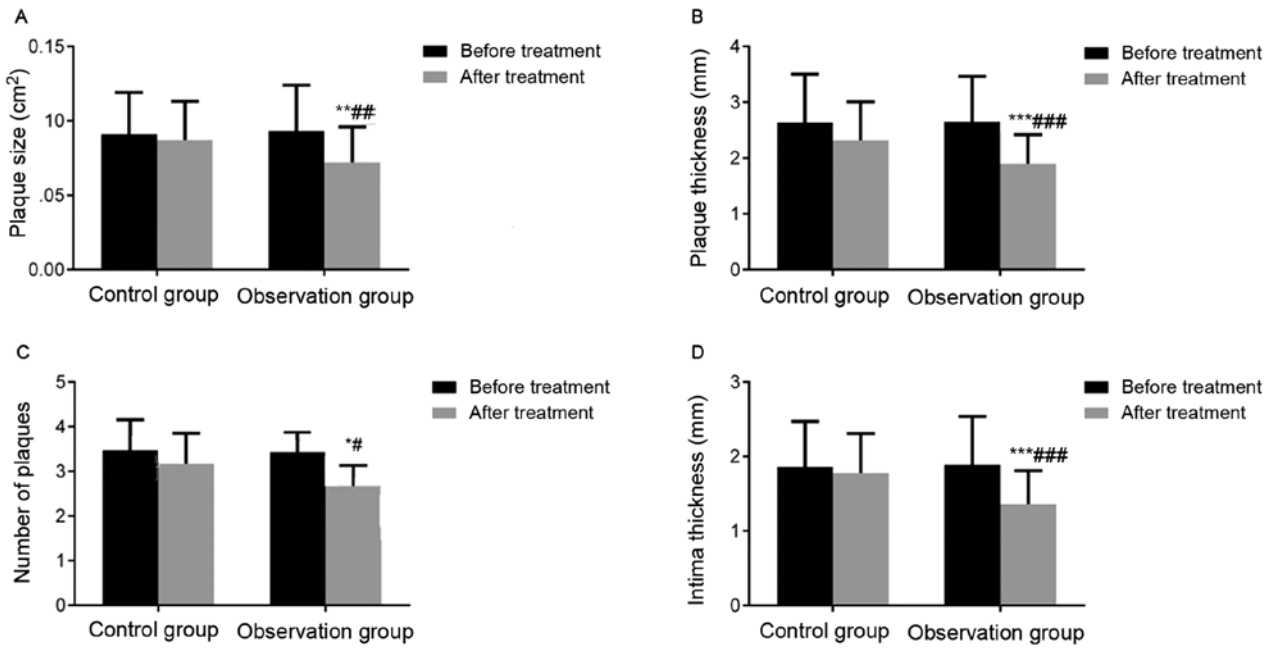 A
Plaque size (cm²)
0.15
10
.05
0.00
Control group
Observation group
**##
Before treatment
After treatment
B
Plaque thickness (mm)
4
3
2
1
0
Control group
Observation group
***###
Before treatment
After treatment
C
Number of plaques
5
4
3
2
1
0
Control group
Observation group
*#
Before treatment
After treatment
D
Intima thickness (mm)
3
2
1
0
Control group
Observation group
***###
Before treatment
After treatment